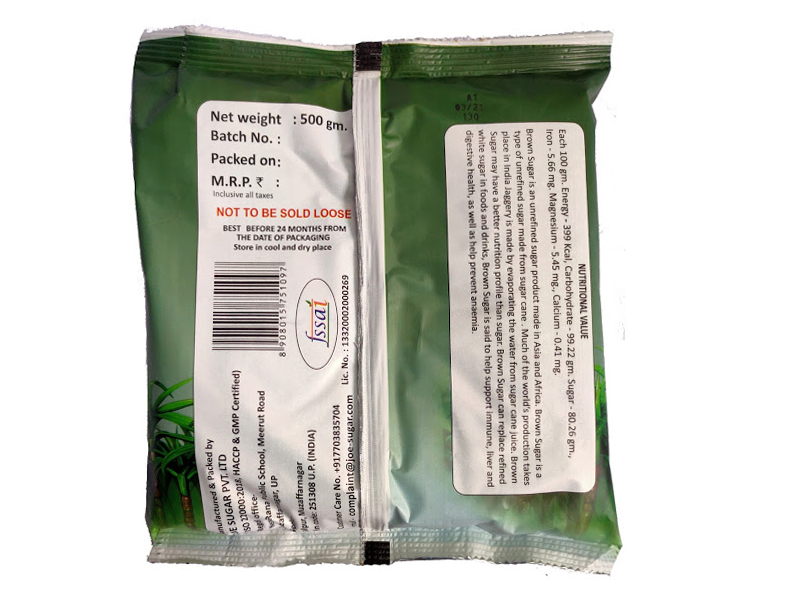 Net weight : 500 gm.
Batch No. :
Packed on:
M.R.P. ₹ :
Inclusive all taxes
NOT TO BE SOLD LOOSE
BEST BEFORE 24 MONTHS FROM
THE DATE OF PACKAGING
Store in cool and dry place
8 908015 751097
fssai
Lic. No. : 13320002000269
& Packed by
SUGAR PVT. LTD
22000:2018, HACCP & GMP Certified)
office-
Public School, Meerut Road
UP
Muzaffarnagar
251308 U.P. (INDIA)
Care No. +917703835704
complaint@joe-sugar.com
NUTRITIONAL VALUE
Each 100 gm. Energy - 399 Kcal, Carbohydrate - 99.22 gm. Sugar - 80.26 gm.,
Iron - 5.66 mg. Magnesium - 5.45 mg., Calcium - 0.41 mg.
Brown Sugar is an unrefined sugar product made in Asia and Africa. Brown Sugar is a
type of unrefined sugar made from sugar cane . Much of the world's production takes
place in India Jaggery is made by evaporating the water from sugar cane juice. Brown
Sugar may have a better nutrition profile than sugar. Brown Sugar can replace refined
white sugar in foods and drinks, Brown Sugar is said to help support immune, liver and
digestive health, as well as help prevent anaemia.